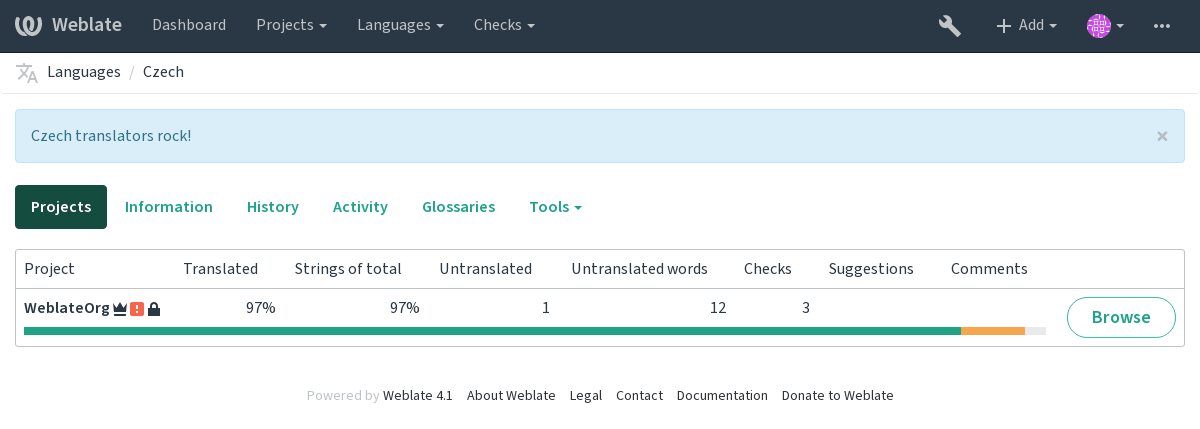 Weblate Dashboard Projects Languages Checks Add
Languages / Czech
Czech translators rock! ×
Projects Information History Activity Glossaries Tools
Project Translated Strings of total Untranslated Untranslated words Checks Suggestions Comments
WeblateOrg 97% 97% 1 12 3 Browse
Powered by Weblate 4.1 About Weblate Legal Contact Documentation Donate to Weblate